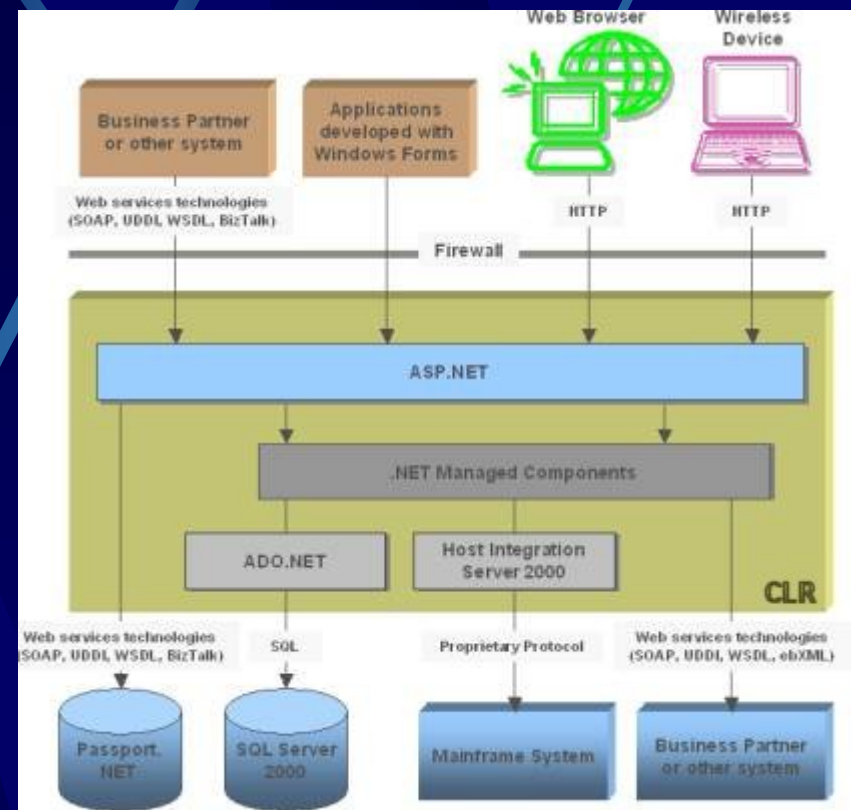 Web Browser
Wireless
Device
Business Partner
or other system
Applications
developed with
Windows Forms
Web services technologies
(SOAP, UDDI, WSDL, BizTalk)
HTTP
HTTP
Firewall
ASP.NET
.NET Managed Components
ADO.NET
Host Integration
Server 2000
CLR
Web services technologies
(SOAP, UDDI, WSDL, BizTalk)
SQL
Proprietary Protocol
Web services technologies
(SOAP, UDDI, WSDL, ebXML)
Passport.
NET
SQL Server
2000
Mainframe System
Business Partner
or other system